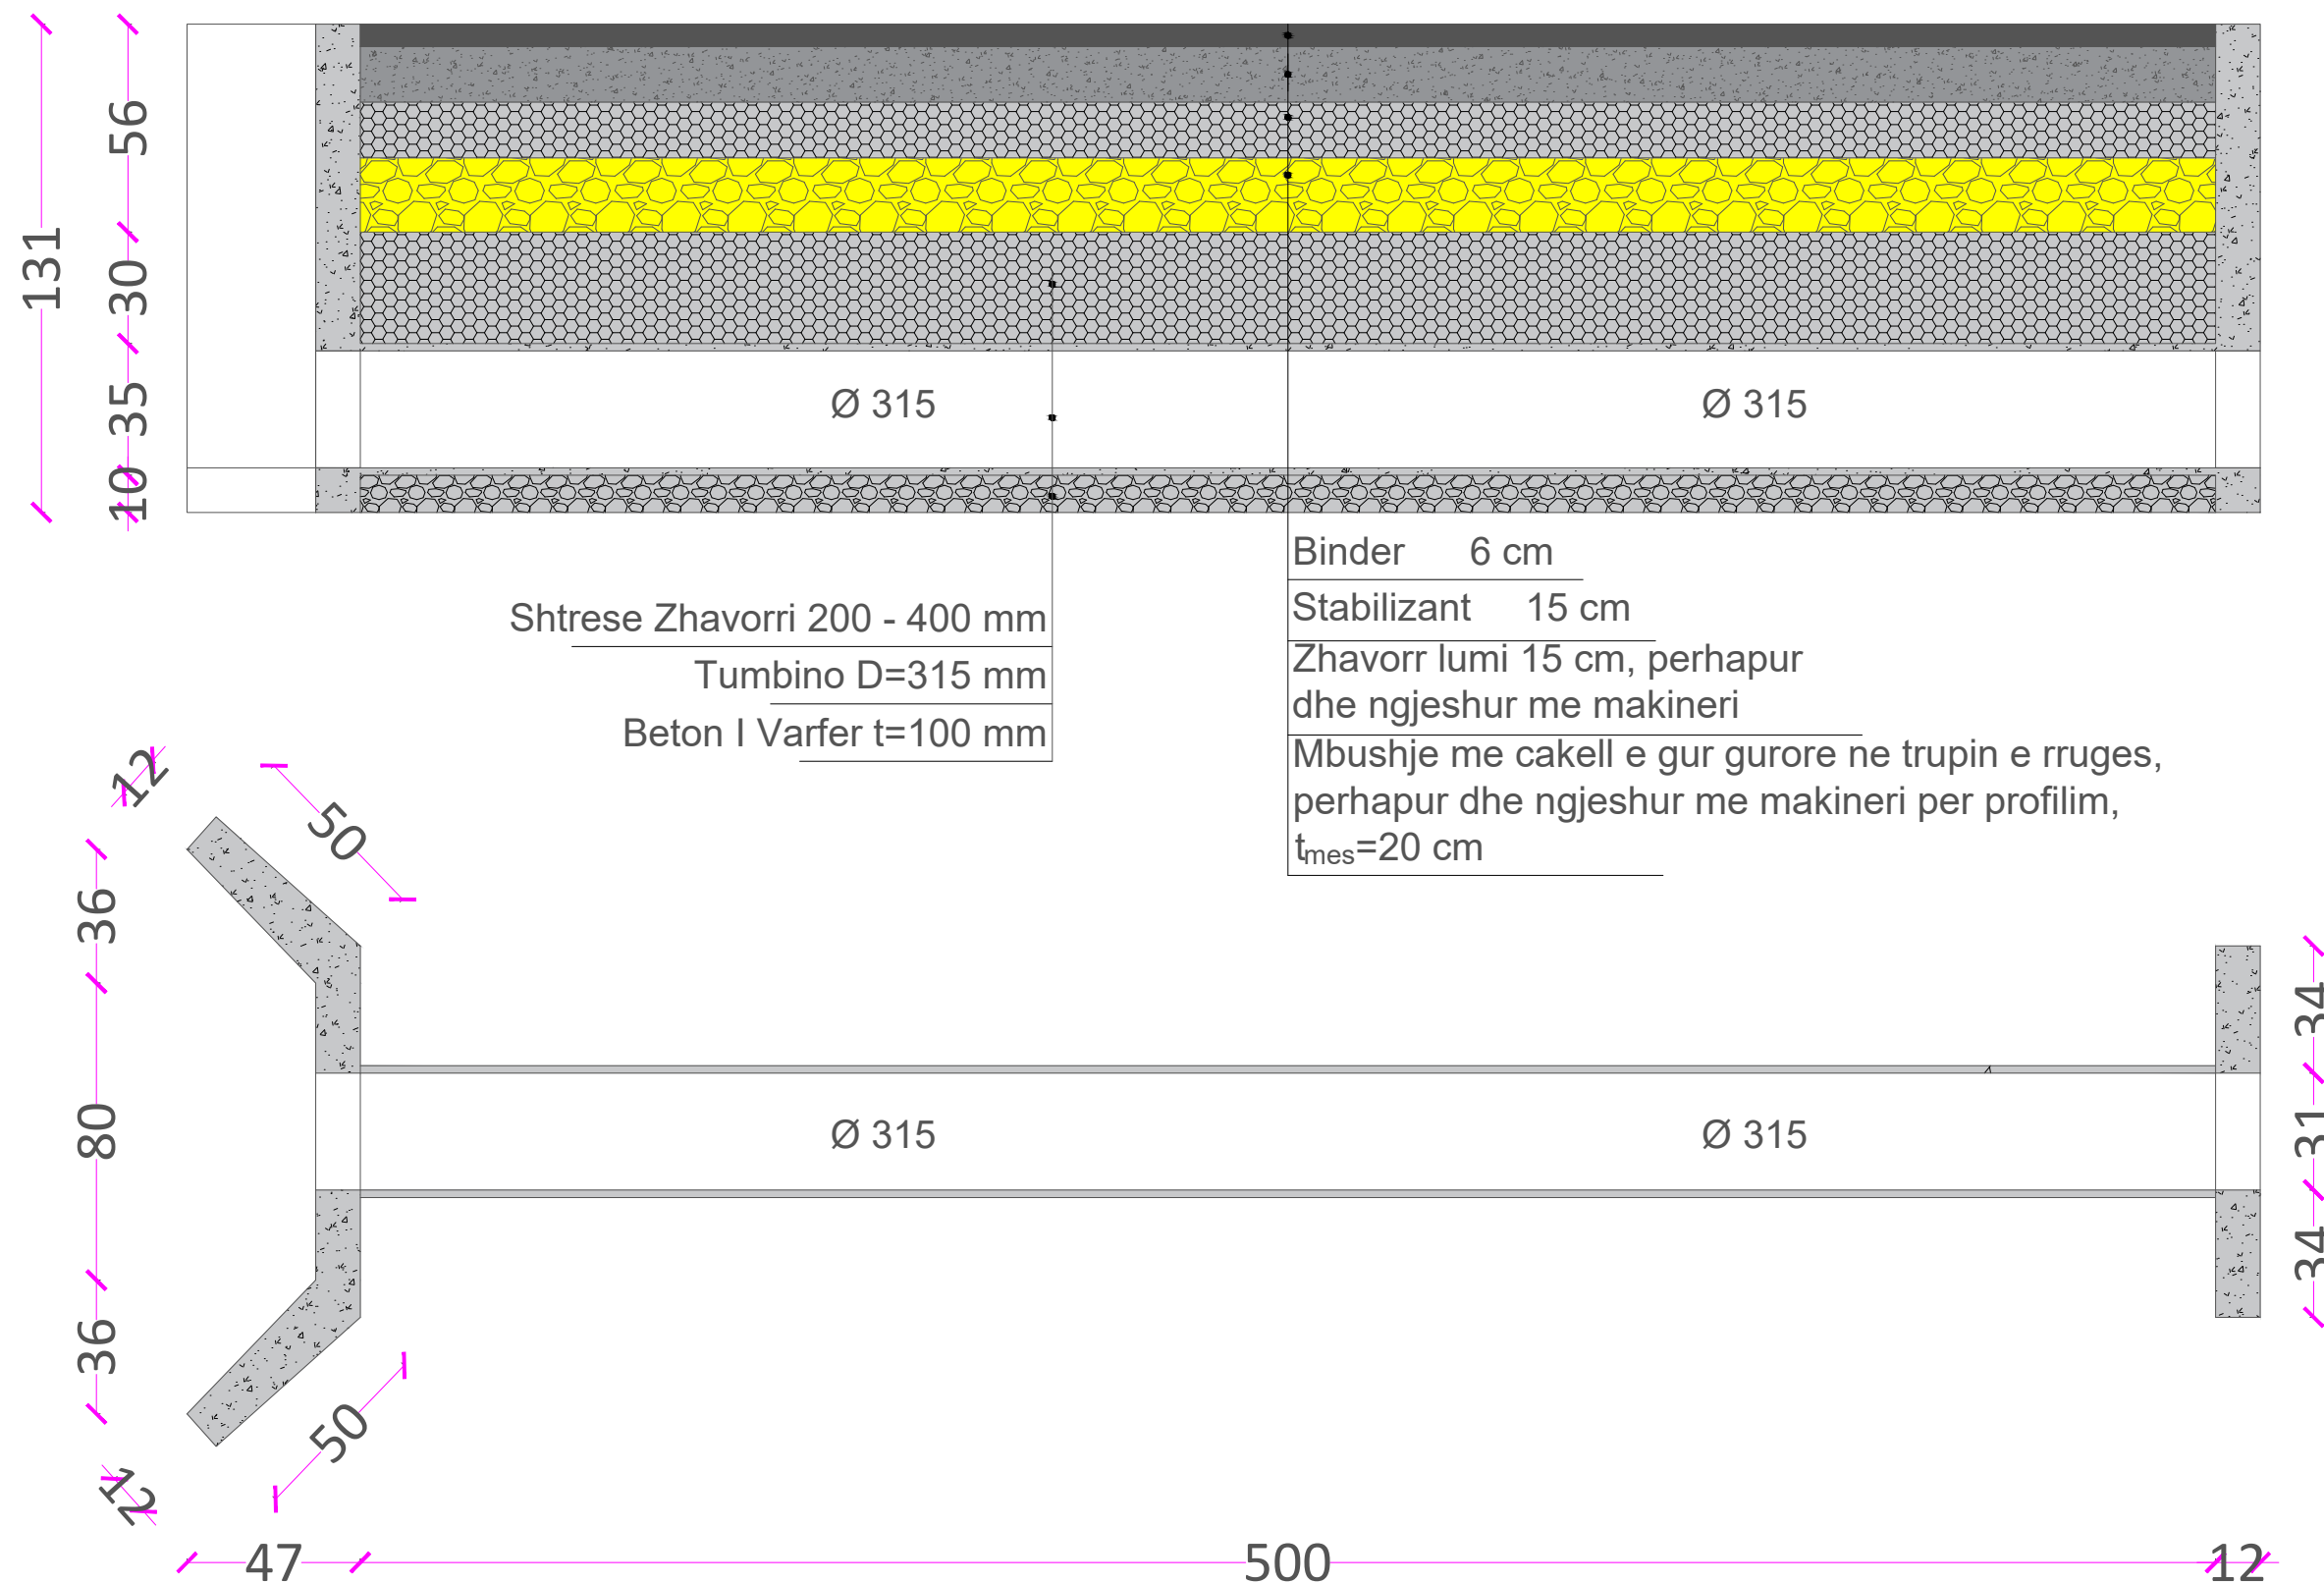 131
56
30
35
10
Ø 315
Ø 315
Shtrese Zhavorri 200 - 400 mm
Tumbino D=315 mm
Beton I Varfer t=100 mm
Binder 6 cm
Stabilizant 15 cm
Zhavorr lumi 15 cm, perhapur
dhe ngjeshur me makineri
Mbushje me cakell e gur gurore ne trupin e rruges,
perhapur dhe ngjeshur me makineri per profilim,
tmes=20 cm
12
50
36
80
36
50
12
Ø 315
Ø 315
34
31
34
47
500
12